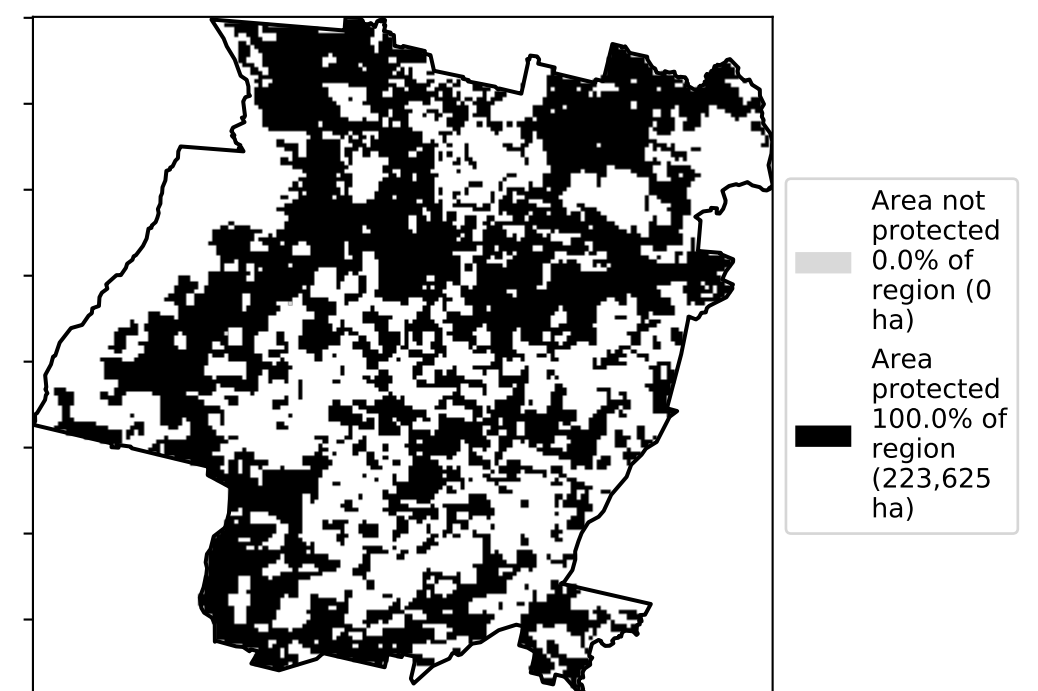 Area not
protected
0.0% of
region (0
ha)
Area
protected
100.0% of
region
(223,625
ha)